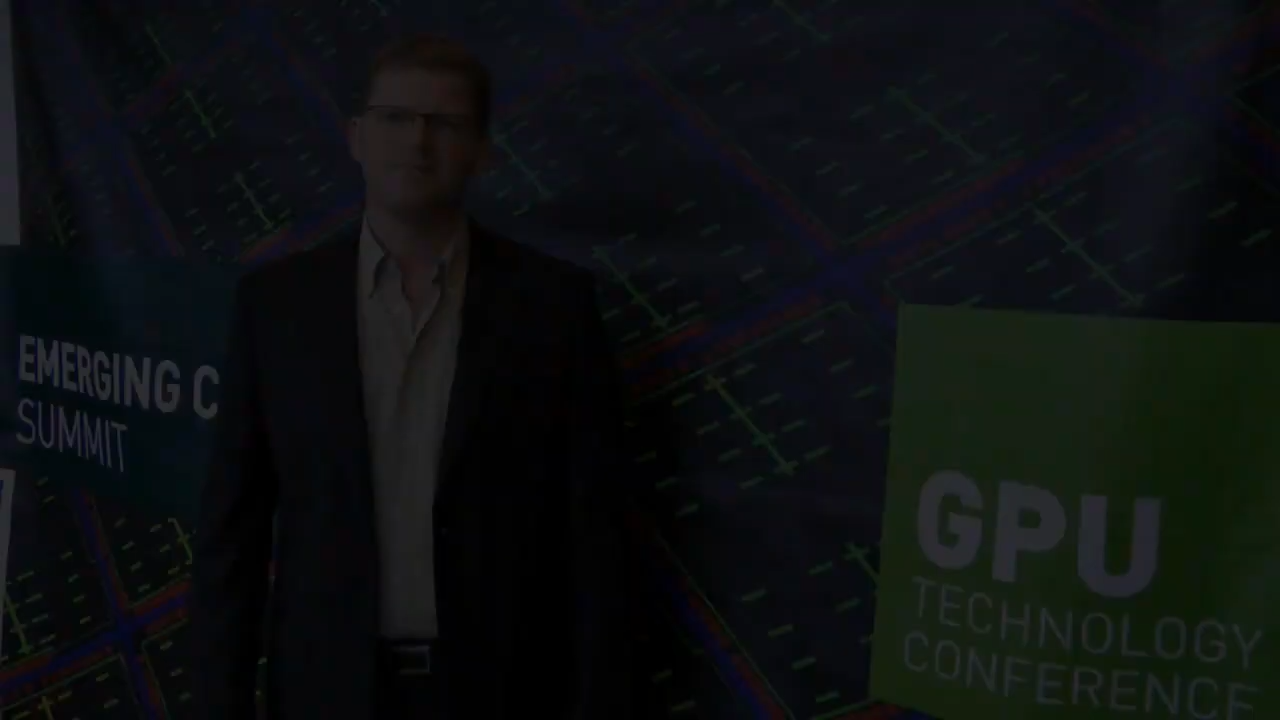 EMERGING C
SUMMIT
GPU
TECHNOLOGY
CONFERENCE